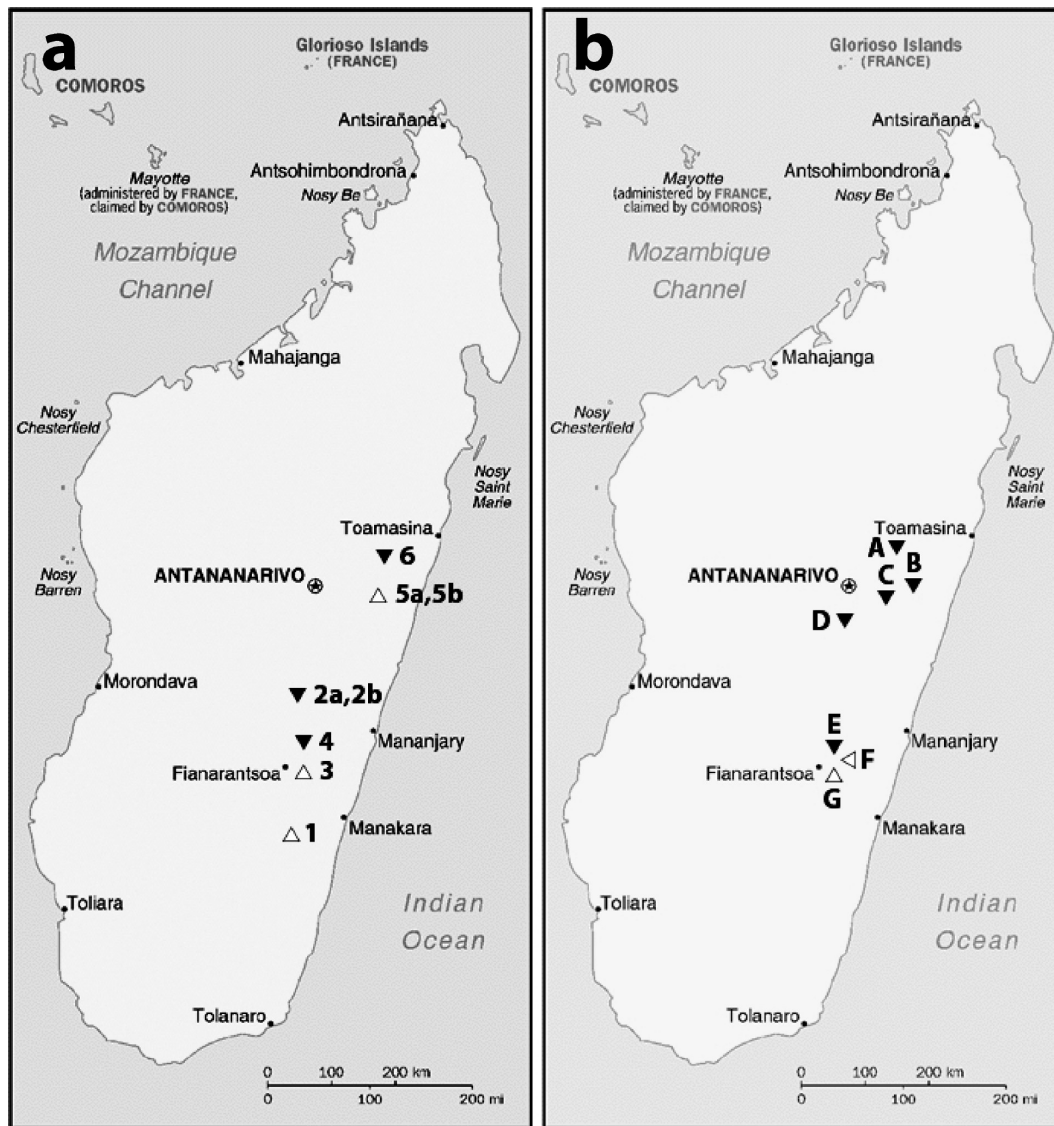 a
Glorioso Islands
(FRANCE)
COMOROS
Antsirañana
Antsohimbondrona
Mayotte
(administered by FRANCE,
claimed by COMOROS)
Nosy Be
Mozambique
Channel
Mahajanga
Nosy
Chesterfield
Nosy
Saint
Marie
Toamasina
6
Nosy
Barren
ANTANANARIVO
5a,5b
Morondava
2a,2b
4
Mananjary
Fianarantsoa
3
1
Manakara
Toliara
Indian
Ocean
Tolanaro
0 100 200 km
0 100 200 mi
b
Glorioso Islands
(FRANCE)
COMOROS
Antsirañana
Antsohimbondrona
Mayotte
(administered by FRANCE,
claimed by COMOROS)
Nosy Be
Mozambique
Channel
Mahajanga
Nosy
Chesterfield
Nosy
Saint
Marie
Toamasina
A
B
Nosy
Barren
ANTANANARIVO
C
D
Morondava
E
Mananjary
Fianarantsoa
F
G
Manakara
Toliara
Indian
Ocean
Tolanaro
0 100 200 km
0 100 200 mi